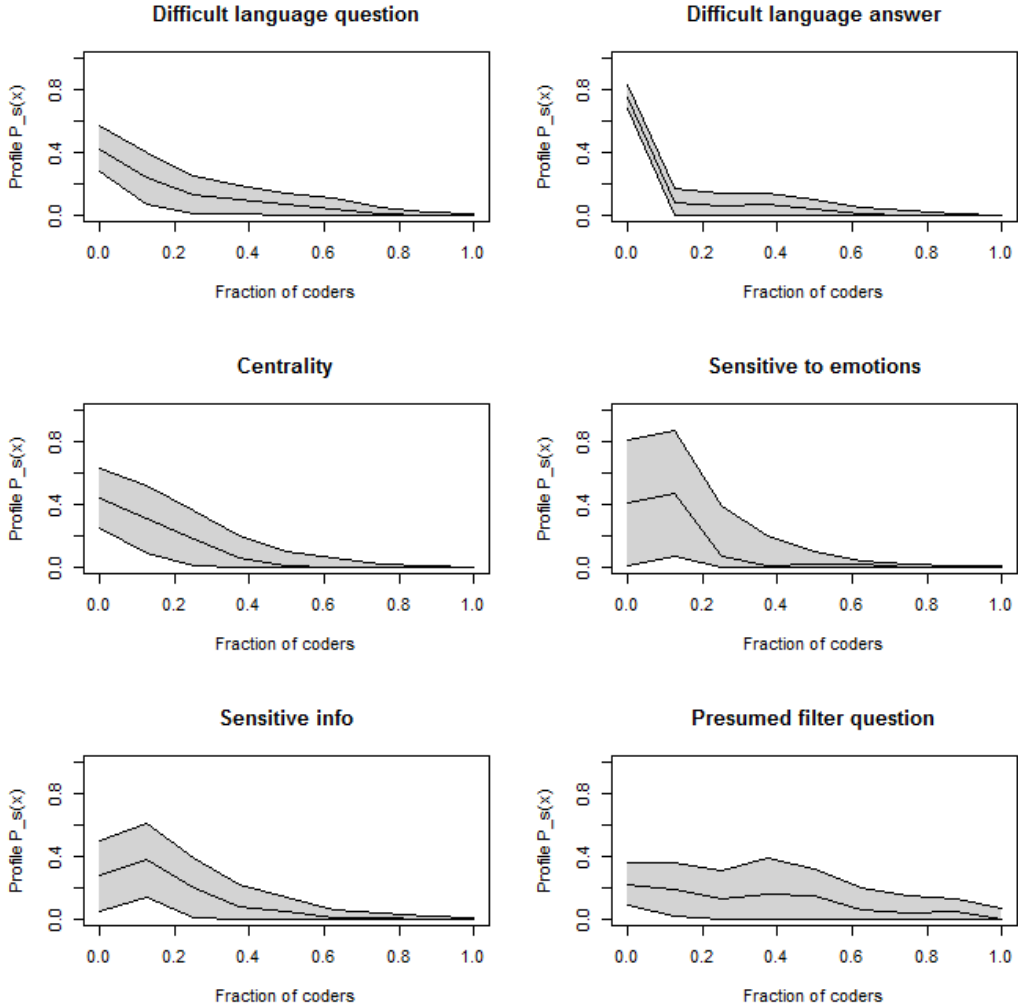 Difficult language question
Profile P_s(x)
0.0 0.4 0.8
0.0 0.2 0.4 0.6 0.8 1.0
Fraction of coders
Difficult language answer
Profile P_s(x)
0.0 0.4 0.8
0.0 0.2 0.4 0.6 0.8 1.0
Fraction of coders
Centrality
Profile P_s(x)
0.0 0.4 0.8
0.0 0.2 0.4 0.6 0.8 1.0
Fraction of coders
Sensitive to emotions
Profile P_s(x)
0.0 0.4 0.8
0.0 0.2 0.4 0.6 0.8 1.0
Fraction of coders
Sensitive info
Profile P_s(x)
0.0 0.4 0.8
0.0 0.2 0.4 0.6 0.8 1.0
Fraction of coders
Presumed filter question
Profile P_s(x)
0.0 0.4 0.8
0.0 0.2 0.4 0.6 0.8 1.0
Fraction of coders